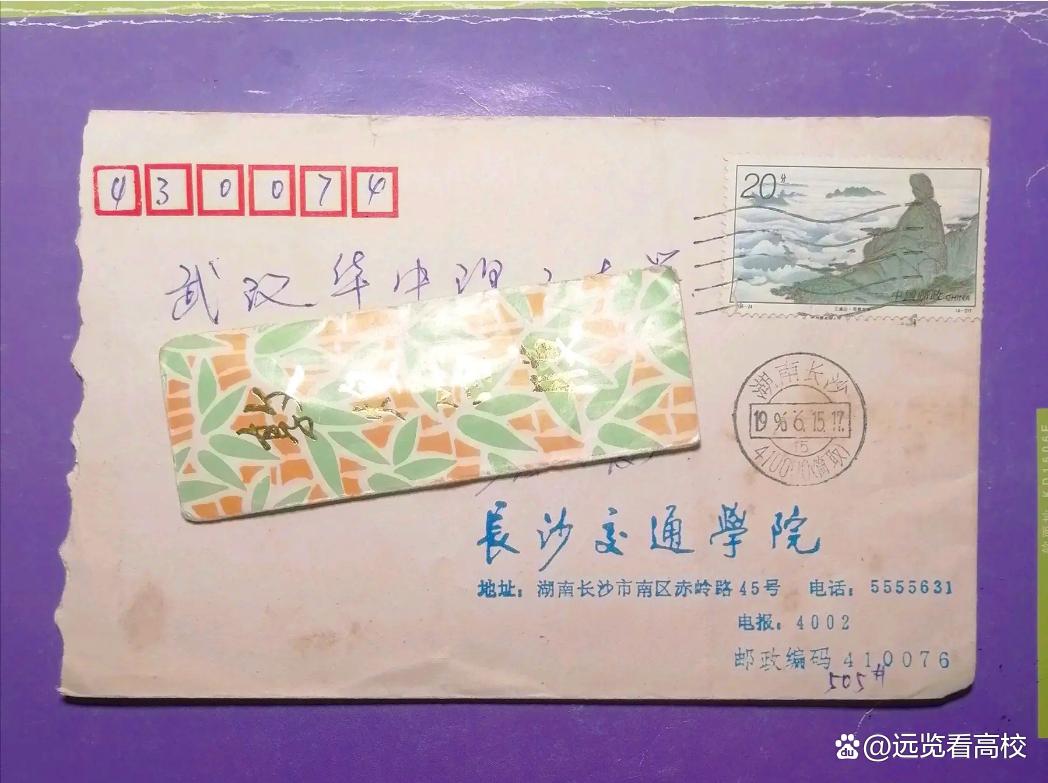 430074
20分
武汉华中理工大学
中国邮政 CHINA
湖南长沙
1996.6.15.17
15
410000(筒取)
長沙交通學院
地址：湖南长沙市南区赤岭路45号 电话：5555631
电报：4002
邮政编码 410076
505#
@远览看高校